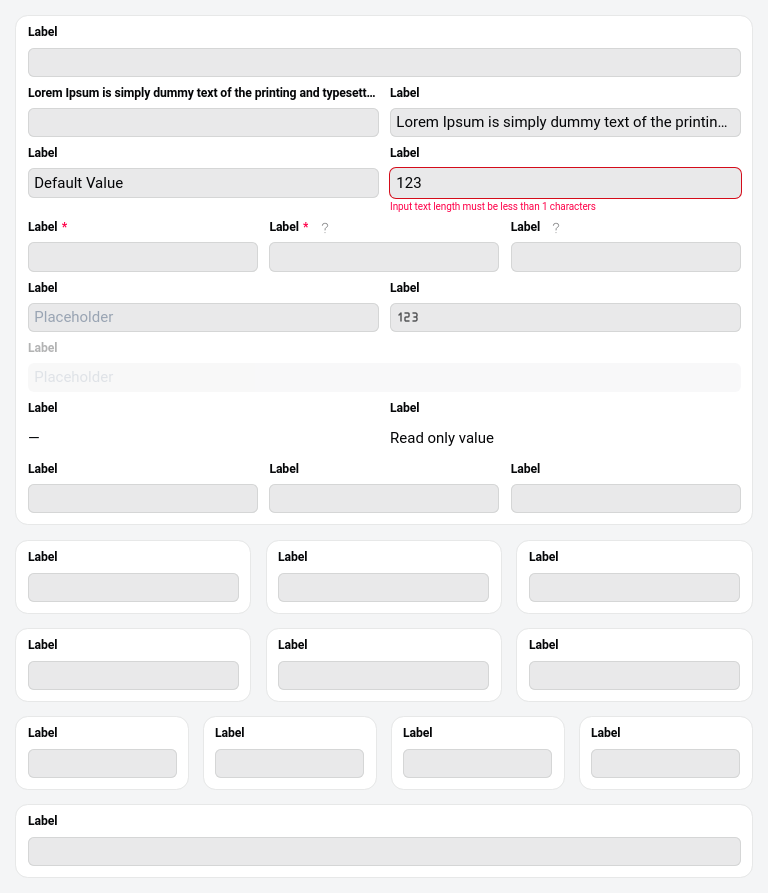 Label
Lorem Ipsum is simply dummy text of the printing and typesett... Label
Lorem Ipsum is simply dummy text of the printin...
Label Label
Default Value 123
Input text length must be less than 1 characters
Label * Label * ? Label ?
Label Label
Placeholder 123
Label
Placeholder
Label Label
— Read only value
Label Label Label
Label Label Label
Label Label Label
Label Label Label Label
Label